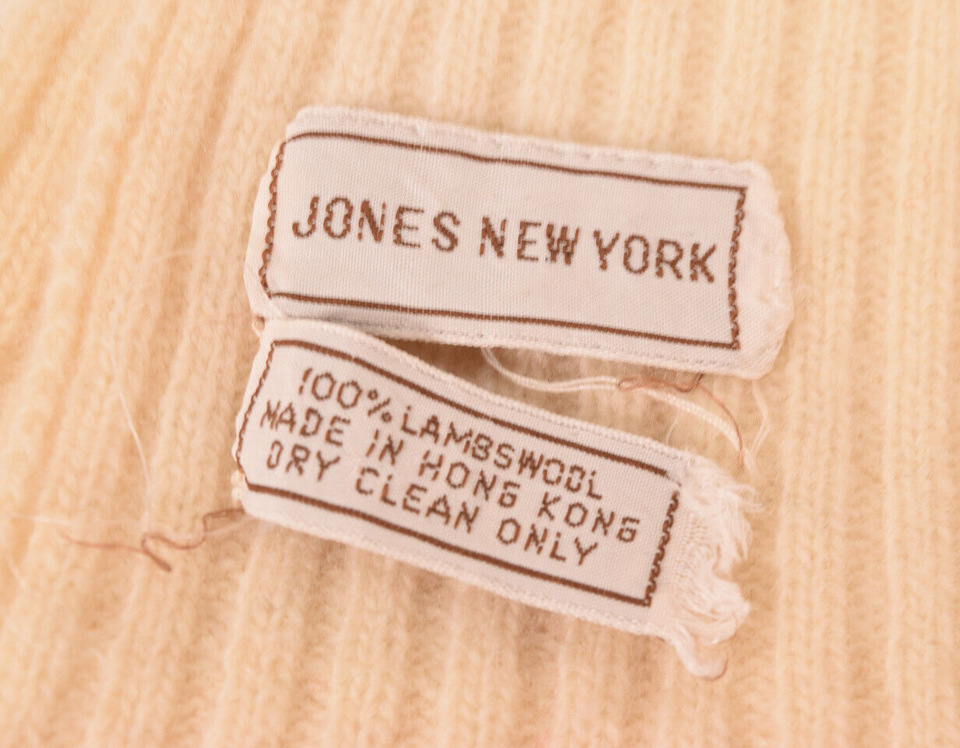 JONES NEW YORK
100% LAMBSWOOL
MADE IN HONG KONG
DRY CLEAN ONLY